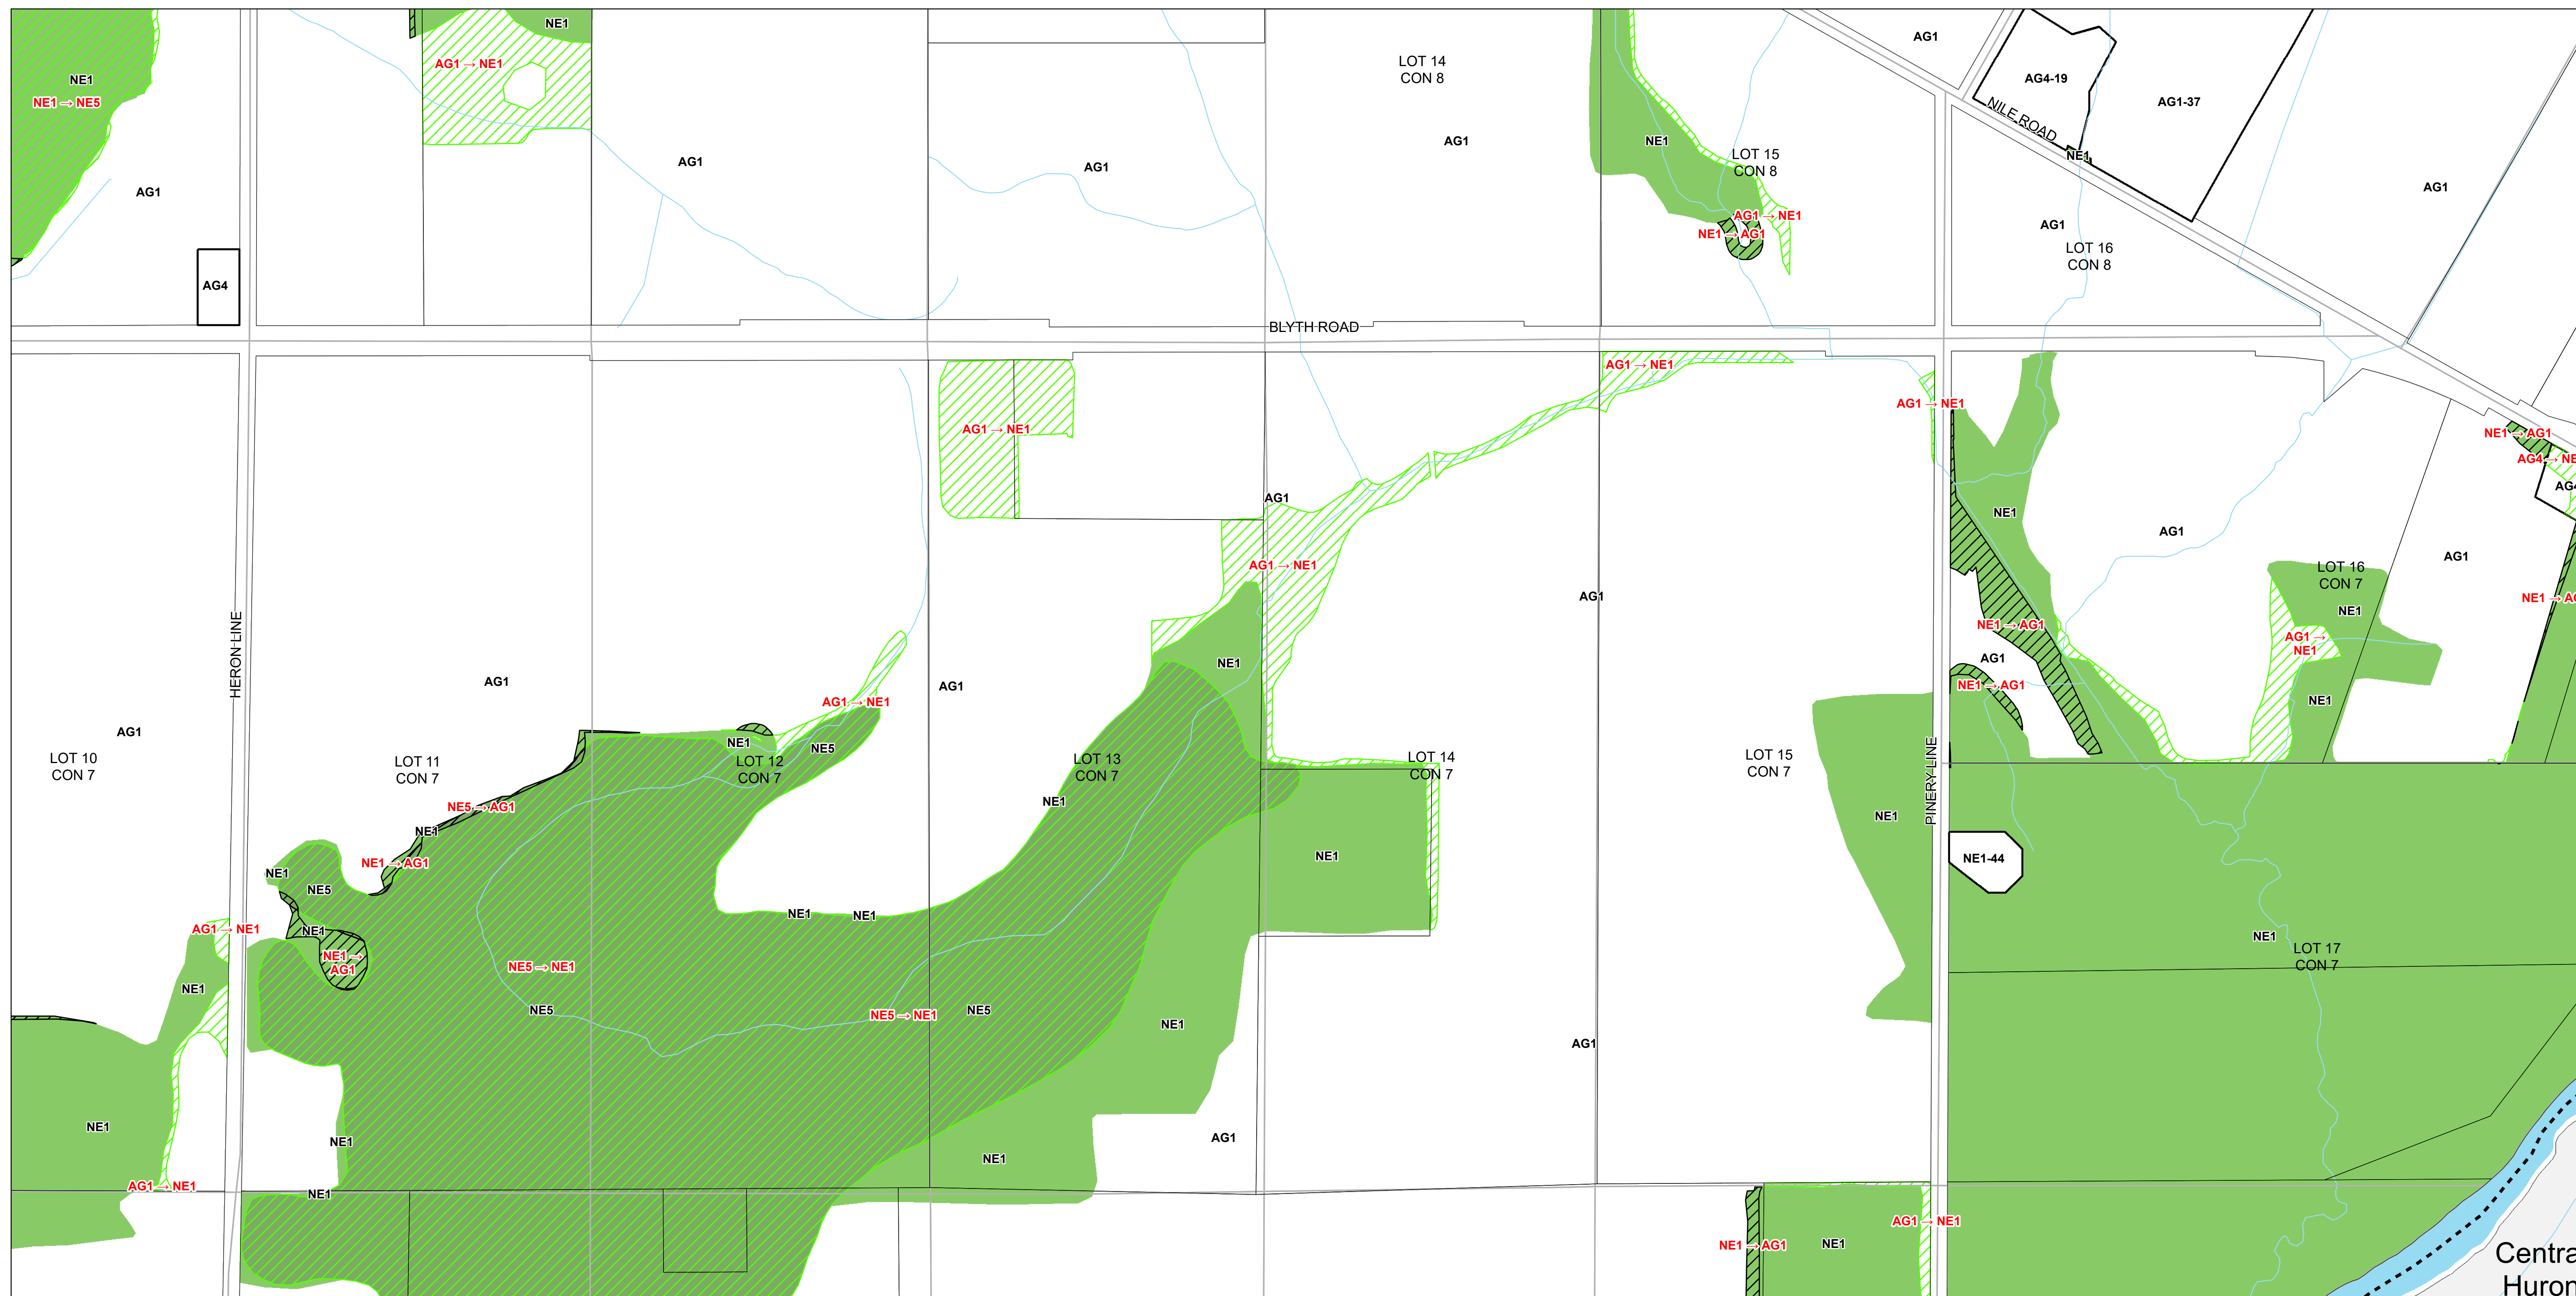 NE1
AG1
AG1 → NE1
LOT 14
CON 8
AG4-19
NE1
NE1 → NE5
AG1-37
NILE ROAD
AG1
NE1
NE1
LOT 15
CON 8
AG1
AG1
AG1
AG1
AG1 → NE1
NE1 → AG1
AG1
LOT 16
CON 8
AG4
BLYTH ROAD
AG1 → NE1
AG1 → NE1
AG1 → NE1
NE1 → AG1
AG4 → NE
AG4
AG1
NE1
AG1
AG1
AG1 → NE1
LOT 16
CON 7
AG1
NE1 → AG
NE1
NE1 → AG1
AG1 →
NE1
HERON LINE
NE1
AG1
AG1
AG1
NE1 → AG1
AG1 → NE1
NE1
AG1
NE1
NE5
LOT 10
CON 7
LOT 11
CON 7
LOT 12
CON 7
LOT 13
CON 7
LOT 14
CON 7
LOT 15
CON 7
PINERY LINE
NE5 → AG1
NE1
NE1
NE1
NE1 → AG1
NE1
NE1-44
NE1
NE5
NE1
NE1
AG1 → NE1
NE1
NE1
NE1 →
AG1
NE5 → NE1
LOT 17
CON 7
NE1
NE5
NE5 → NE1
NE5
NE1
AG1
NE1
NE1
AG1
NE1
AG1 → NE1
NE1
AG1 → NE1
NE1 → AG1
NE1
Centra
Huron